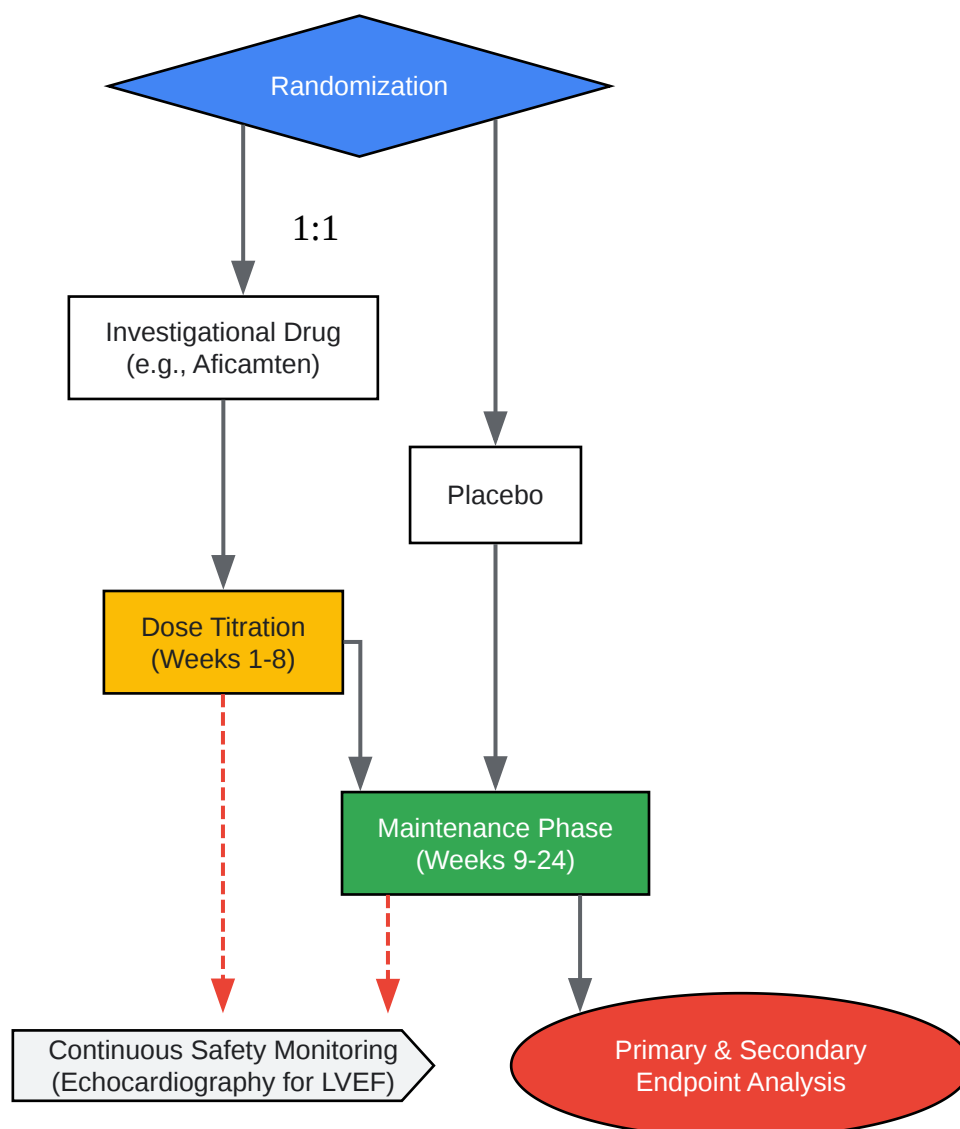 Randomization
1:1
Investigational Drug
(e.g., Aficamten)
Placebo
Dose Titration
(Weeks 1-8)
Maintenance Phase
(Weeks 9-24)
Continuous Safety Monitoring
(Echocardiography for LVEF)
Primary & Secondary
Endpoint Analysis